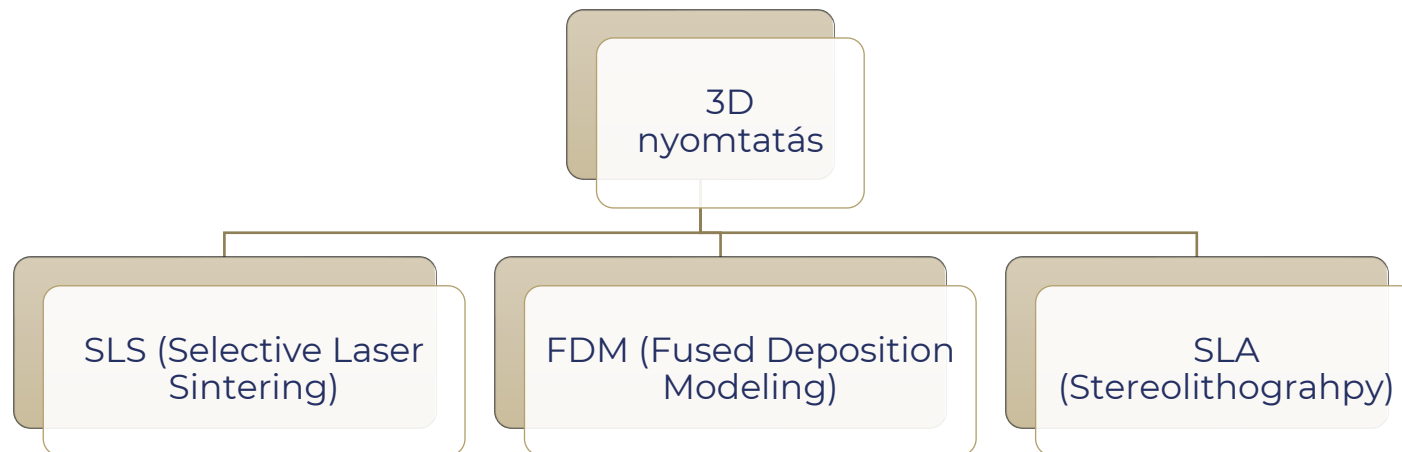 3D
nyomtatás
SLS (Selective Laser
Sintering)
FDM (Fused Deposition
Modeling)
SLA
(Stereolithograhpy)